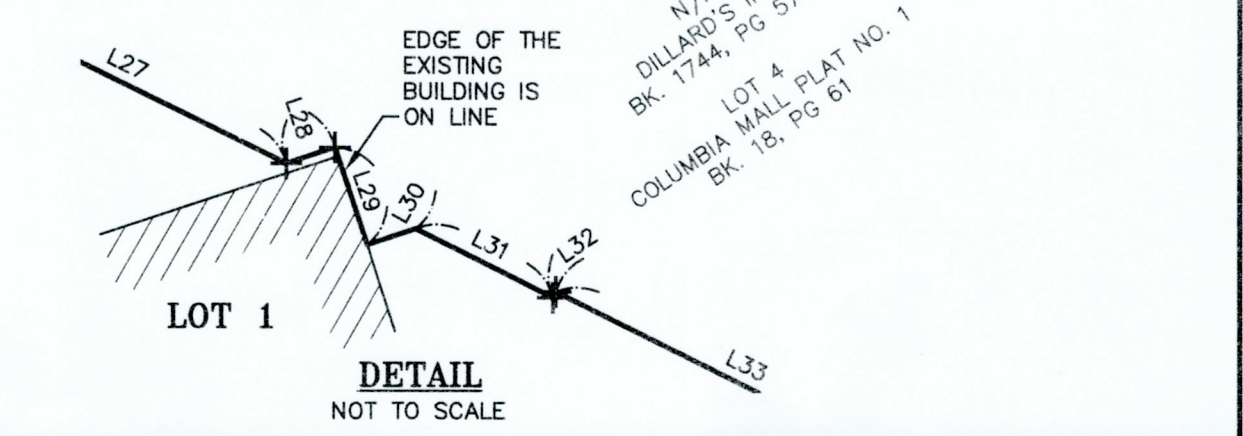 L27
L28
EDGE OF THE
EXISTING
BUILDING IS
ON LINE
L29
L30
L31
L32
L33
DILLARD'S
BK. 1744, PG
LOT 4
COLUMBIA MALL PLAT NO. 1
BK. 18, PG 61
LOT 1
DETAIL
NOT TO SCALE